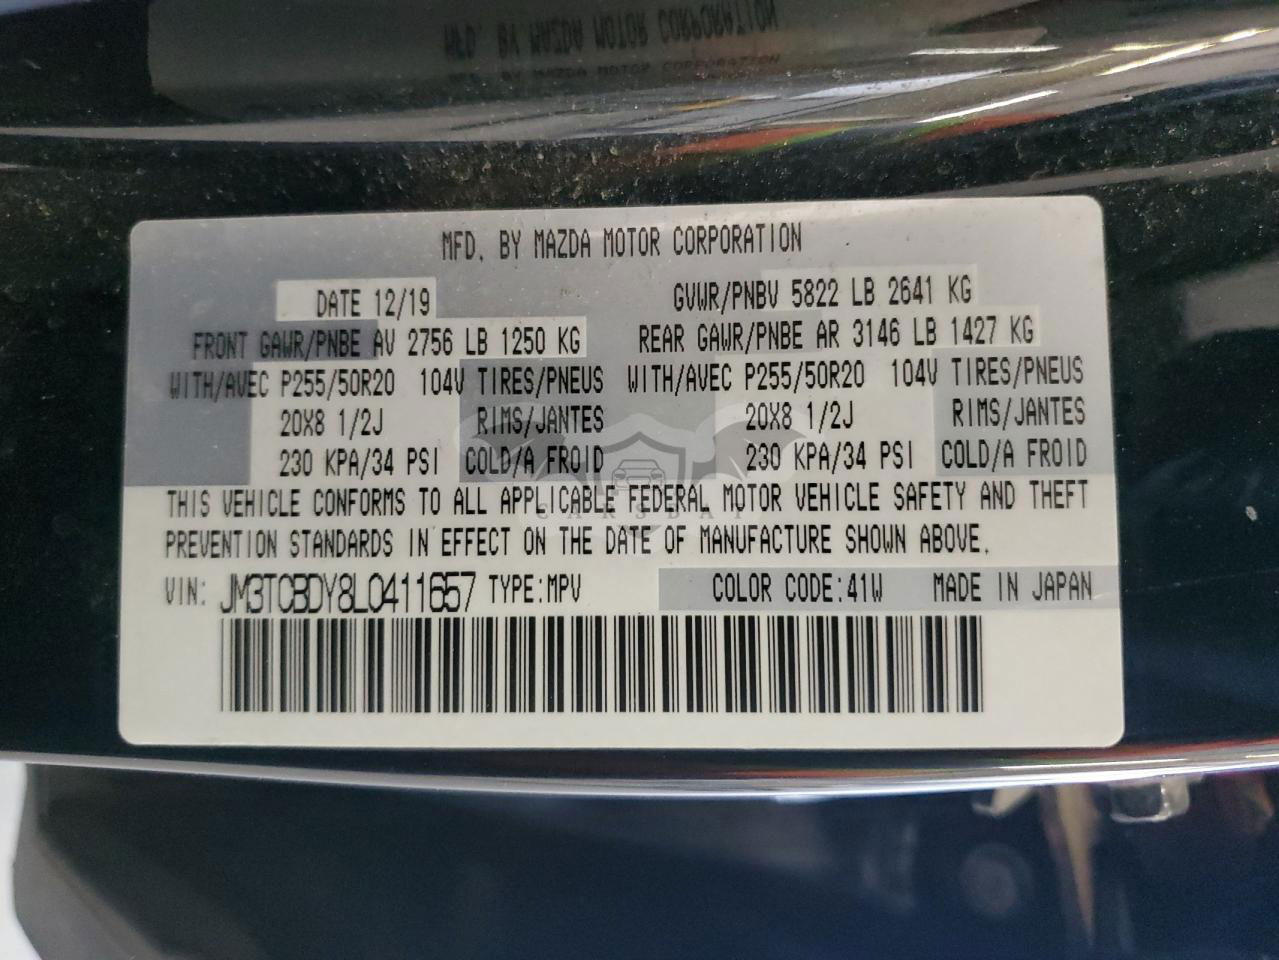 MFD. BY MAZDA MOTOR CORPORATION
DATE 12/19 GVWR/PNBV 5822 LB 2641 KG
FRONT GAWR/PNBE AV 2756 LB 1250 KG REAR GAWR/PNBE AR 3146 LB 1427 KG
WITH/AVEC P255/50R20 104V TIRES/PNEUS WITH/AVEC P255/50R20 104V TIRES/PNEUS
20X8 1/2J RIMS/JANTES 20X8 1/2J RIMS/JANTES
230 KPA/34 PSI COLD/A FROID 230 KPA/34 PSI COLD/A FROID
THIS VEHICLE CONFORMS TO ALL APPLICABLE FEDERAL MOTOR VEHICLE SAFETY AND THEFT
PREVENTION STANDARDS IN EFFECT ON THE DATE OF MANUFACTURE SHOWN ABOVE.
VIN: JM3TCBDY8L0411657 TYPE:MPV COLOR CODE:41W MADE IN JAPAN